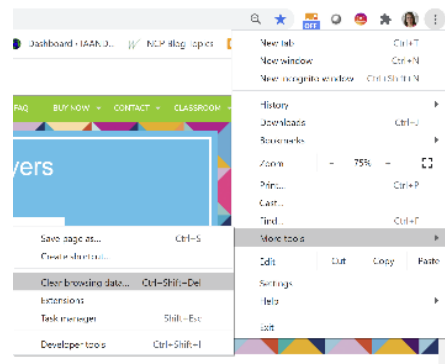 OFF
Dashboard • IAAND...
NCP Blog Topics
New tab Ctrl+T
New window Ctrl+N
New incognito window Ctrl+Shift+N
History
Downloads Ctrl+J
Bookmarks
Zoom - 75%
Print... Ctrl+P
Cast...
Find... Ctrl+F
More tools
Edit Cut Copy Paste
Settings
Help
Exit
FAQ BUY NOW CONTACT CLASSROOM
vers
Save page as... Ctrl+S
Create shortcut...
Clear browsing data... Ctrl+Shift+Del
Extensions
Task manager Shift+Esc
Developer tools Ctrl+Shift+I